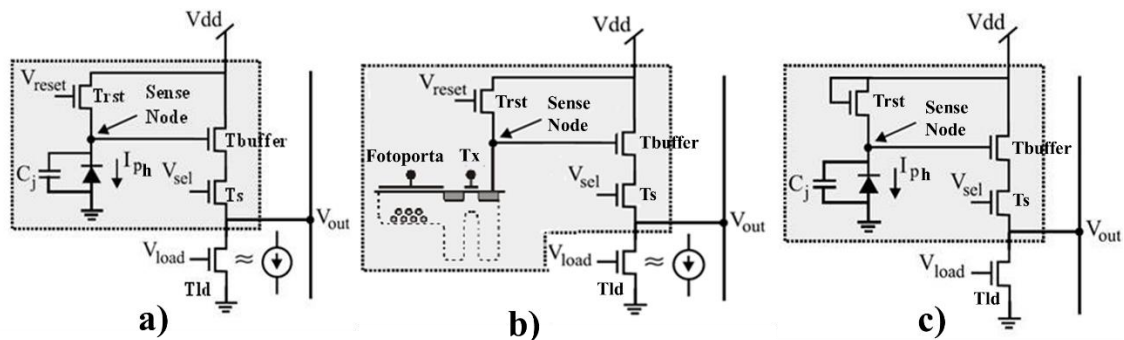 Vdd
Vreset
Trst
Sense
Node
Tbuffer
Cj
Iph
Vsel
Ts
Vout
Vload
≈
Tld
a)
Vdd
Vreset
Trst
Sense
Node
Fotoporta
Tx
Tbuffer
Vsel
Ts
Vout
Vload
≈
Tld
b)
Vdd
Trst
Sense
Node
Tbuffer
Cj
Iph
Vsel
Ts
Vout
Vload
Tld
c)